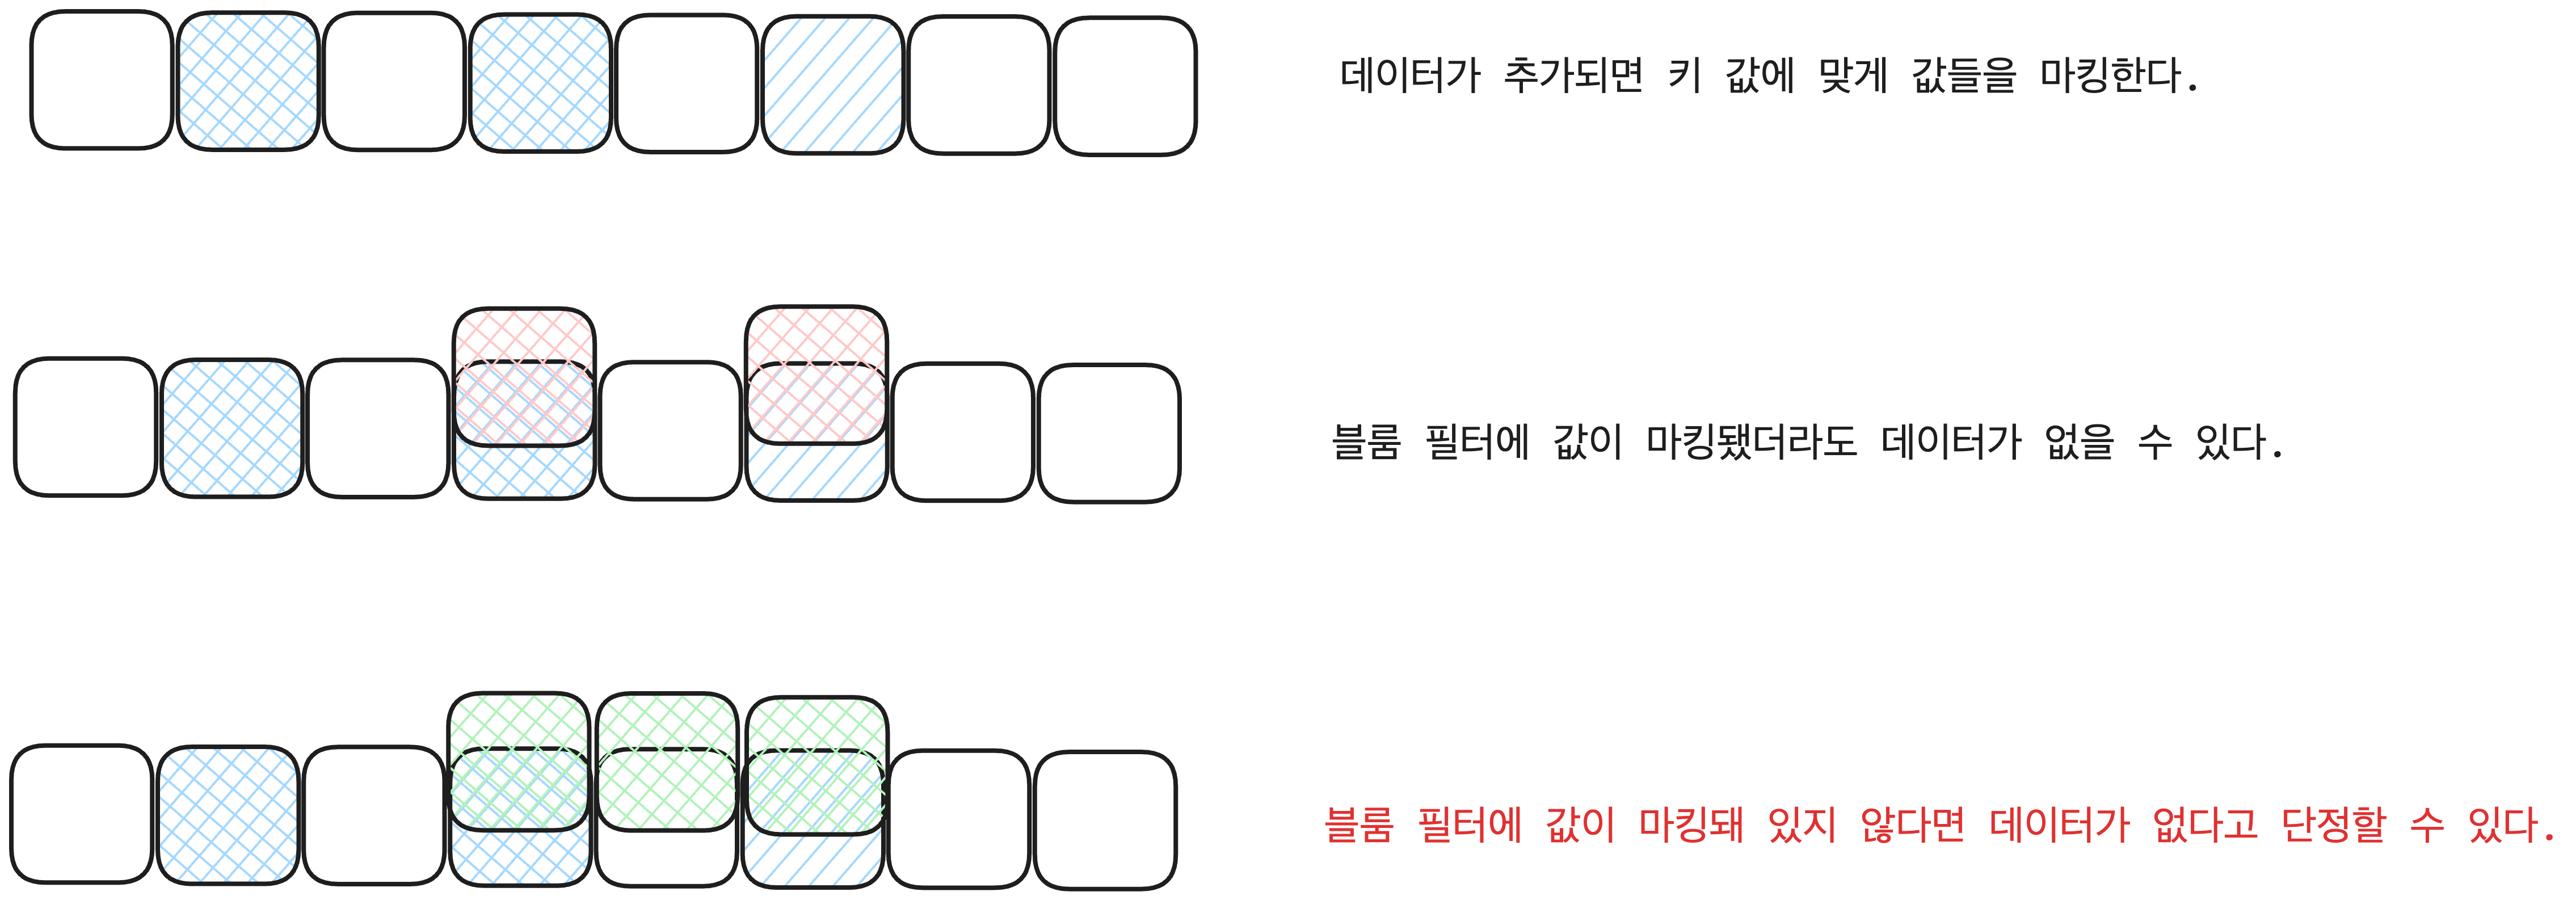 데이터가 추가되면 키 값에 맞게 값들을 마킹한다.
블룸 필터에 값이 마킹됐더라도 데이터가 없을 수 있다.
블룸 필터에 값이 마킹돼 있지 않다면 데이터가 없다고 단정할 수 있다.